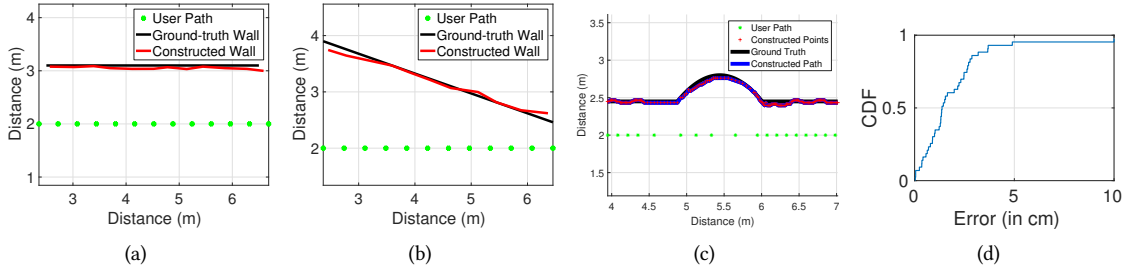 User Path
Ground-truth Wall
Constructed Wall
4
3
2
1
Distance (m)
3 4 5 6
Distance (m)
(a)
User Path
Ground-truth Wall
Constructed Wall
4
3
2
Distance (m)
3 4 5 6
Distance (m)
(b)
User Path
Constructed Points
Ground Truth
Constructed Path
3.5
3
2.5
2
1.5
Distance (m)
4 4.5 5 5.5 6 6.5 7
Distance (m)
(c)
1
0.5
0
CDF
0 5 10
Error (in cm)
(d)